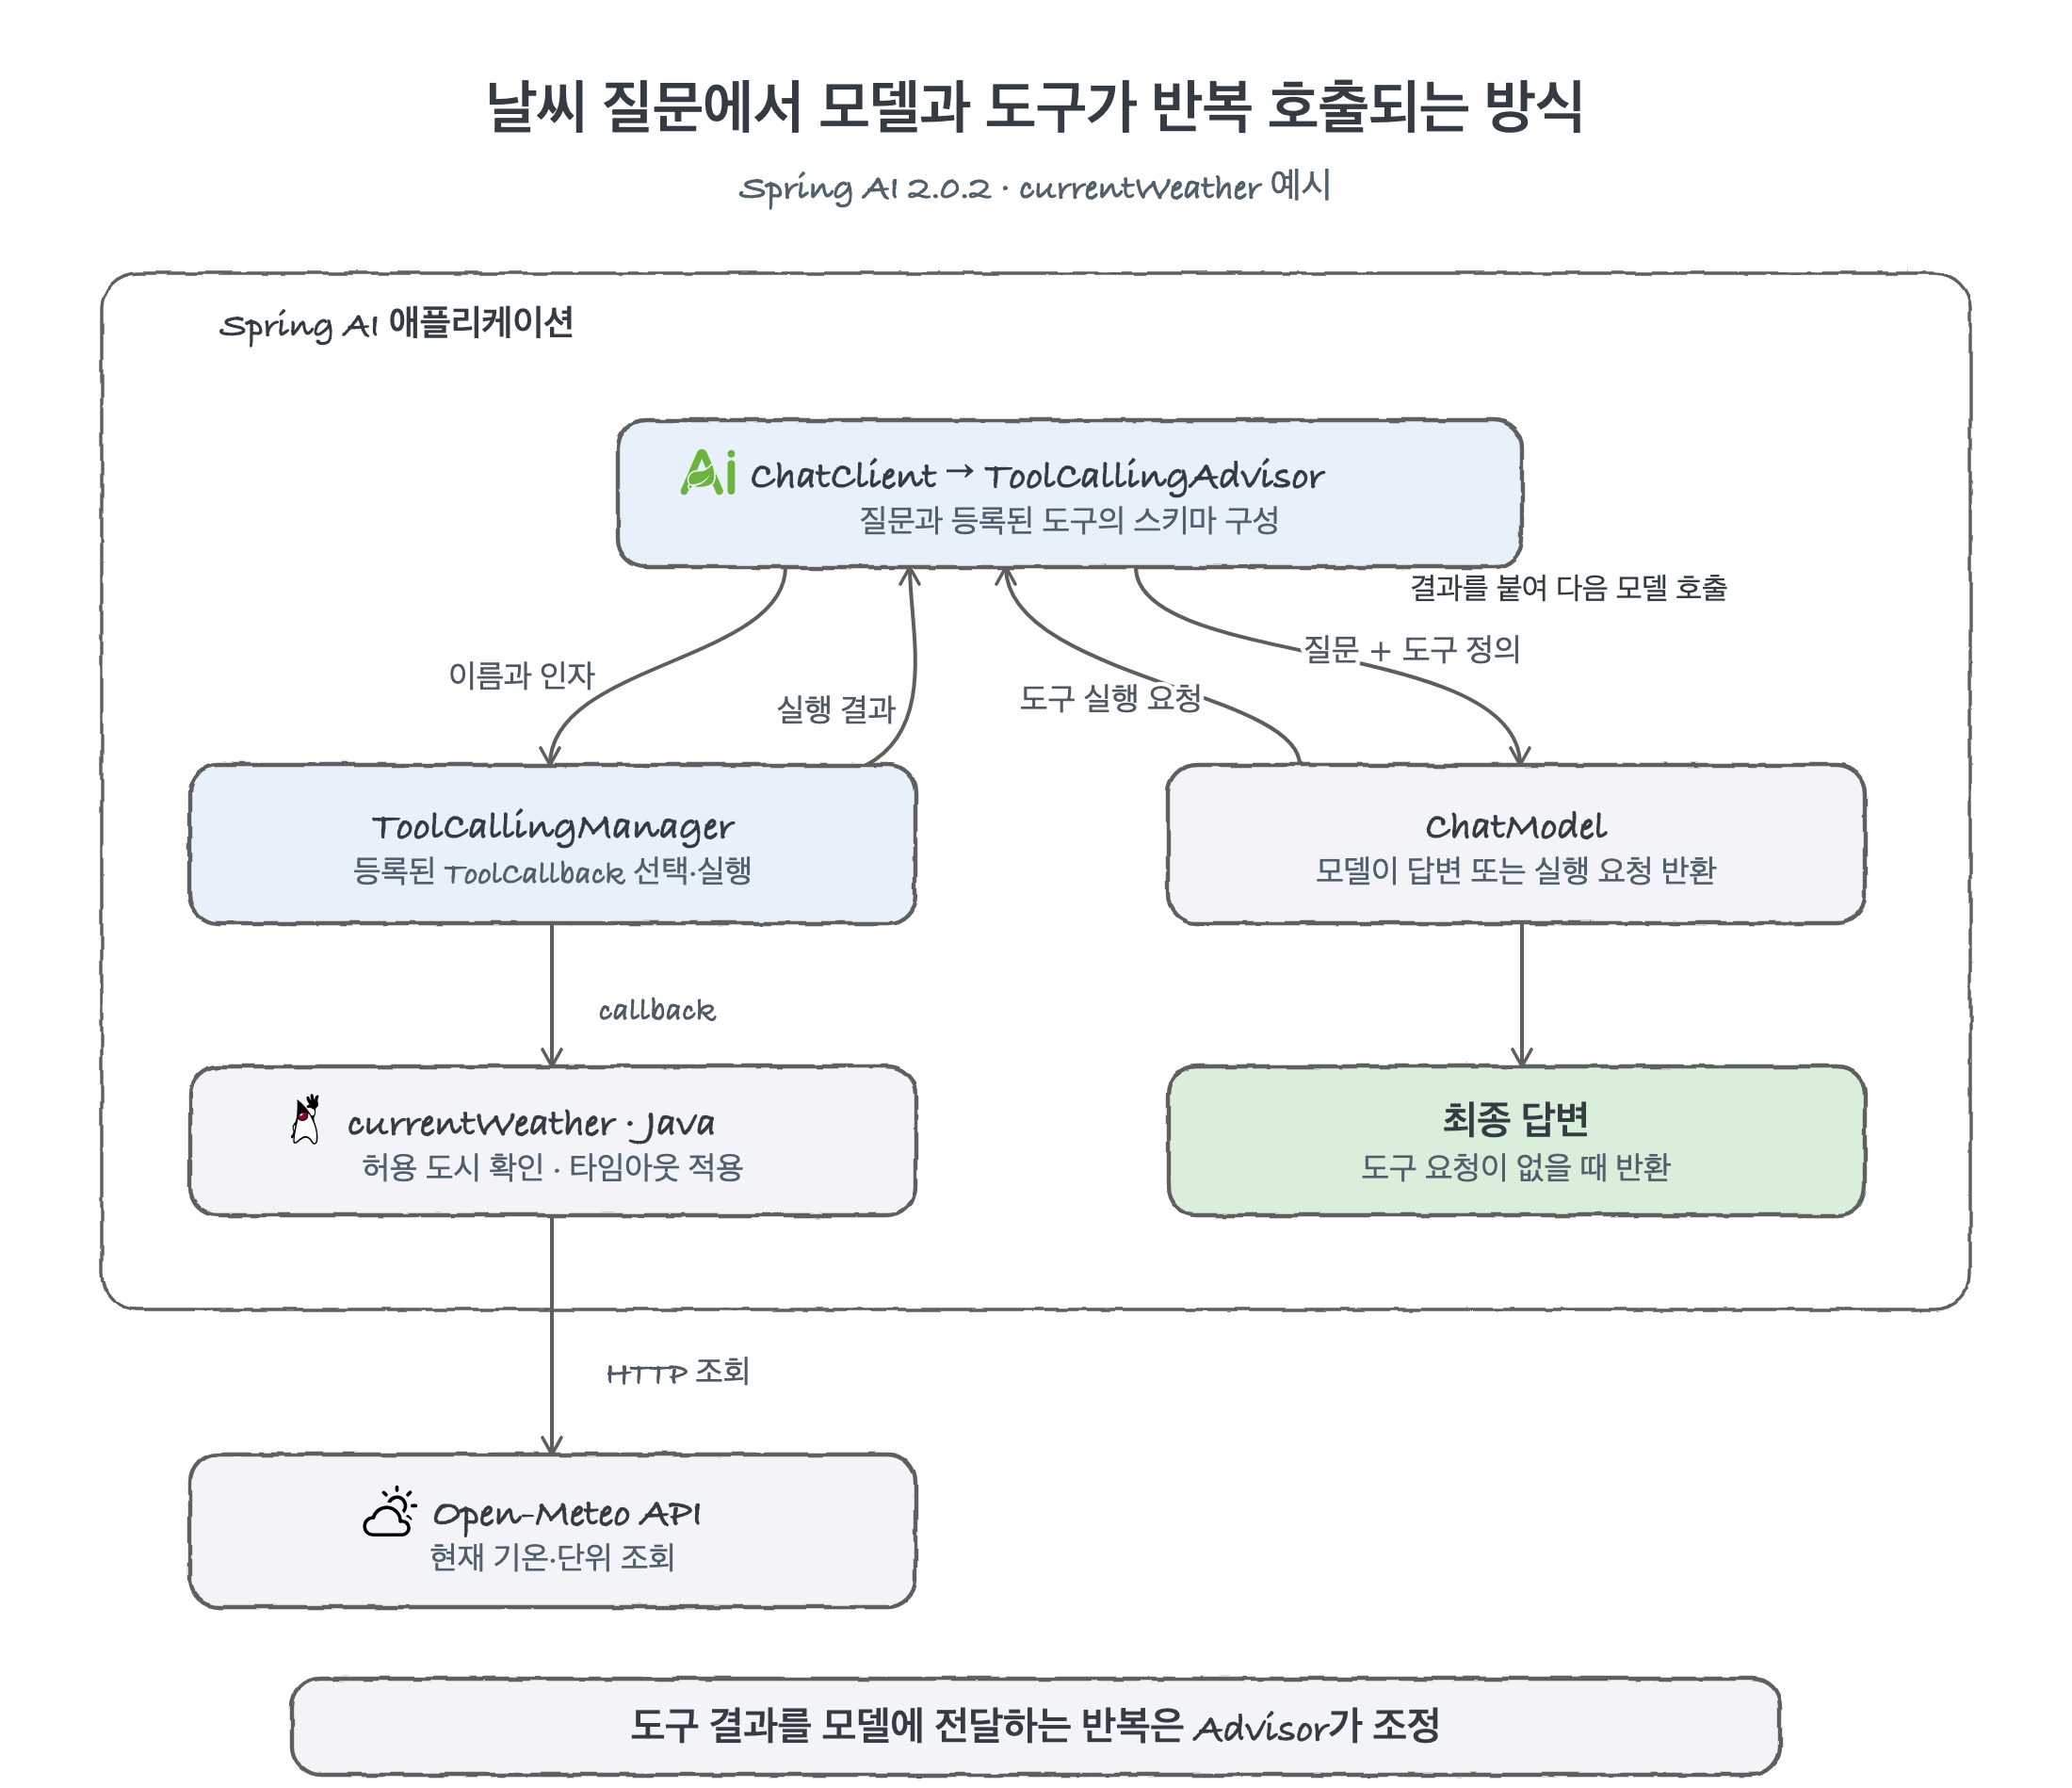 날씨 질문에서 모델과 도구가 반복 호출되는 방식
Spring AI 2.0.2 · currentWeather 예시
Spring AI 애플리케이션
Ai ChatClient → ToolCallingAdvisor
질문과 등록된 도구의 스키마 구성
결과를 붙여 다음 모델 호출
질문 + 도구 정의
이름과 인자
도구 실행 요청
실행 결과
ToolCallingManager
등록된 ToolCallback 선택·실행
ChatModel
모델이 답변 또는 실행 요청 반환
callback
currentWeather · Java
허용 도시 확인 · 타임아웃 적용
최종 답변
도구 요청이 없을 때 반환
HTTP 조회
Open-Meteo API
현재 기온·단위 조회
도구 결과를 모델에 전달하는 반복은 Advisor가 조정